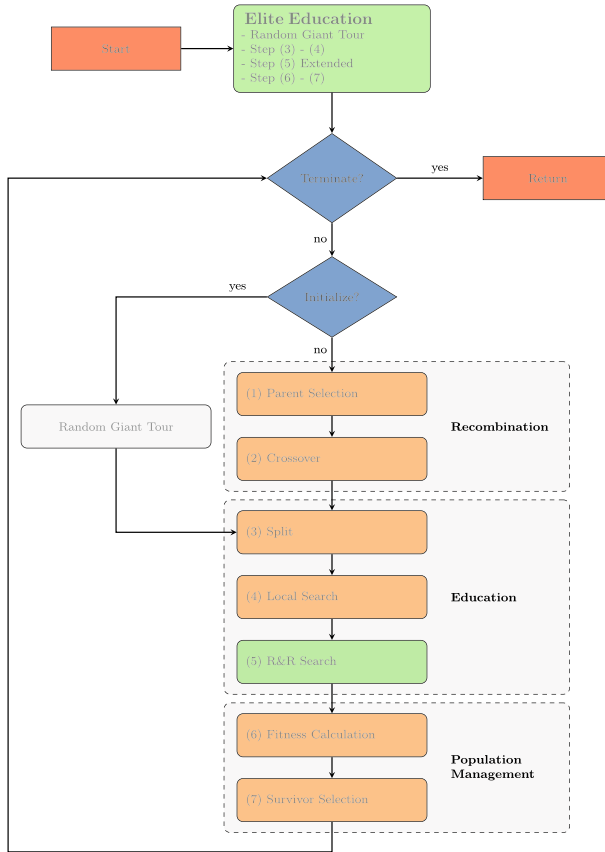 Start
Elite Education
- Random Giant Tour
- Step (3) - (4)
- Step (5) Extended
- Step (6) - (7)
Terminate?
yes
Return
no
Initialize?
yes
no
(1) Parent Selection
Recombination
Random Giant Tour
(2) Crossover
(3) Split
(4) Local Search
Education
(5) R&R Search
(6) Fitness Calculation
Population
Management
(7) Survivor Selection